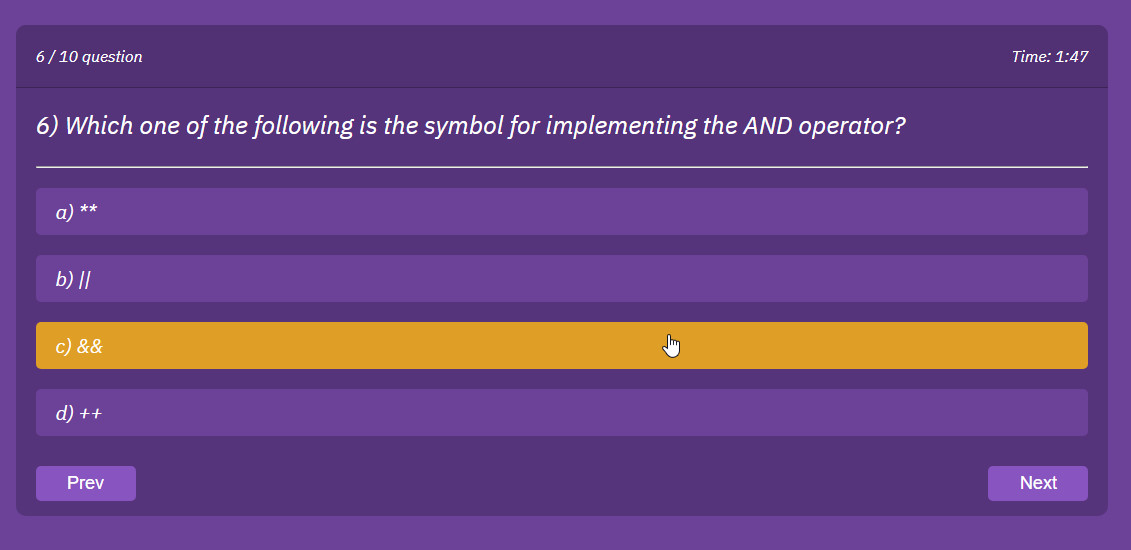 6 / 10 question
Time: 1:47
6) Which one of the following is the symbol for implementing the AND operator?
a) **
b) ||
c) &&
d) ++
Prev
Next